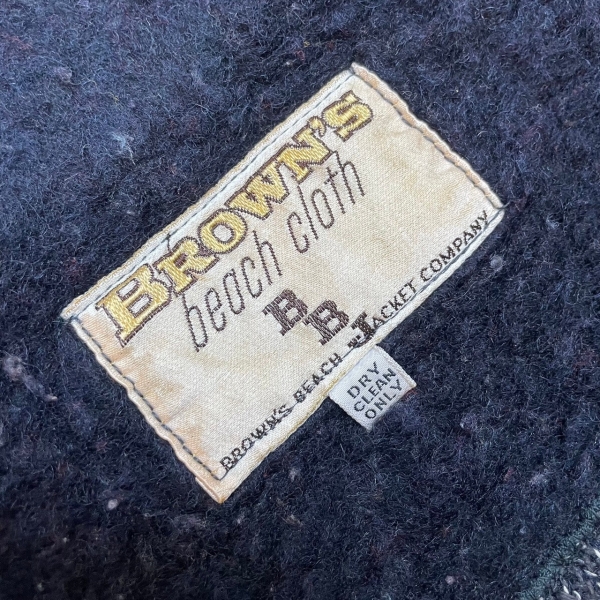 BROWN'S
beach cloth
BBJ
BROWN'S BEACH JACKET COMPANY
DRY
CLEAN
ONLY